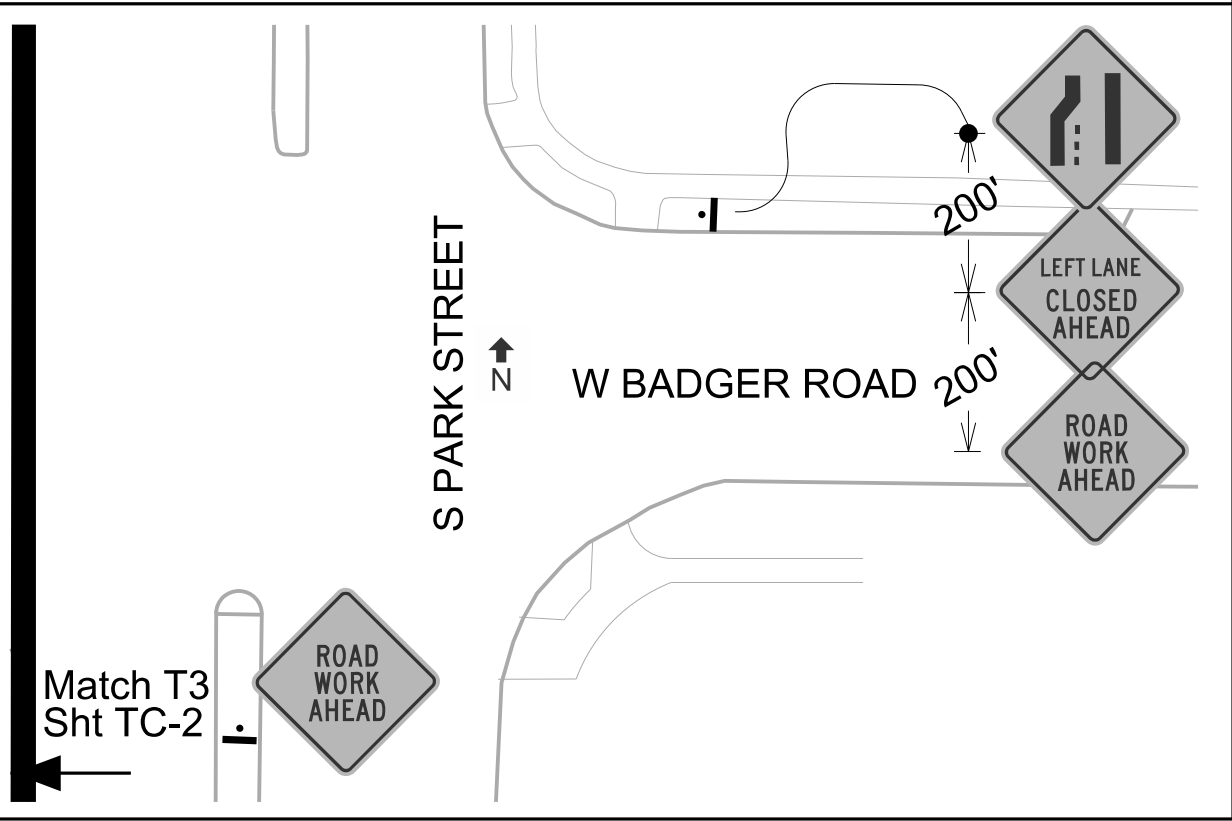 200'
LEFT LANE
CLOSED
AHEAD
S PARK STREET
N
W BADGER ROAD
200'
ROAD
WORK
AHEAD
ROAD
WORK
AHEAD
Match T3
Sht TC-2